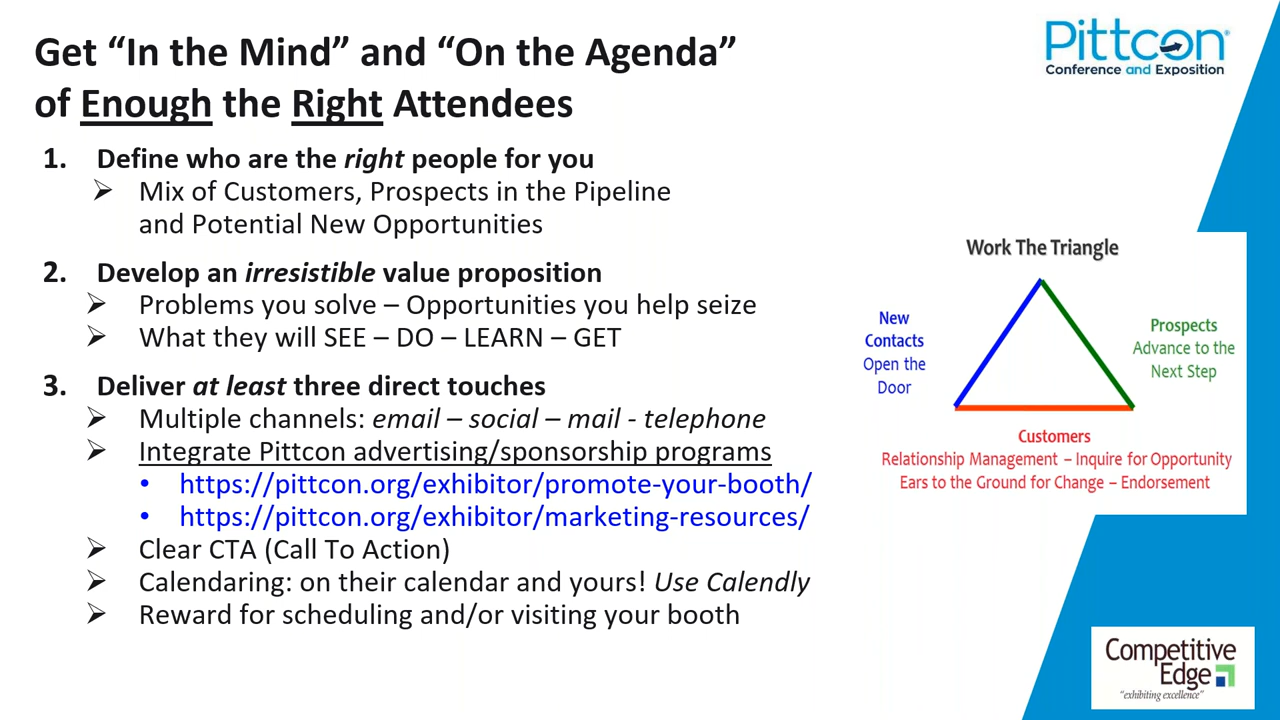 Get “In the Mind” and “On the Agenda”
of Enough the Right Attendees
1. Define who are the right people for you
➢ Mix of Customers, Prospects in the Pipeline
and Potential New Opportunities
2. Develop an irresistible value proposition
➢ Problems you solve – Opportunities you help seize
➢ What they will SEE – DO – LEARN – GET
3. Deliver at least three direct touches
➢ Multiple channels: email – social – mail - telephone
➢ Integrate Pittcon advertising/sponsorship programs
• https://pittcon.org/exhibitor/promote-your-booth/
• https://pittcon.org/exhibitor/marketing-resources/
➢ Clear CTA (Call To Action)
➢ Calendaring: on their calendar and yours! Use Calendly
➢ Reward for scheduling and/or visiting your booth
Pittcon
Conference and Exposition
Work The Triangle
New
Contacts
Open the
Door
Prospects
Advance to the
Next Step
Customers
Relationship Management – Inquire for Opportunity
Ears to the Ground for Change – Endorsement
Competitive
Edge
“exhibiting excellence”